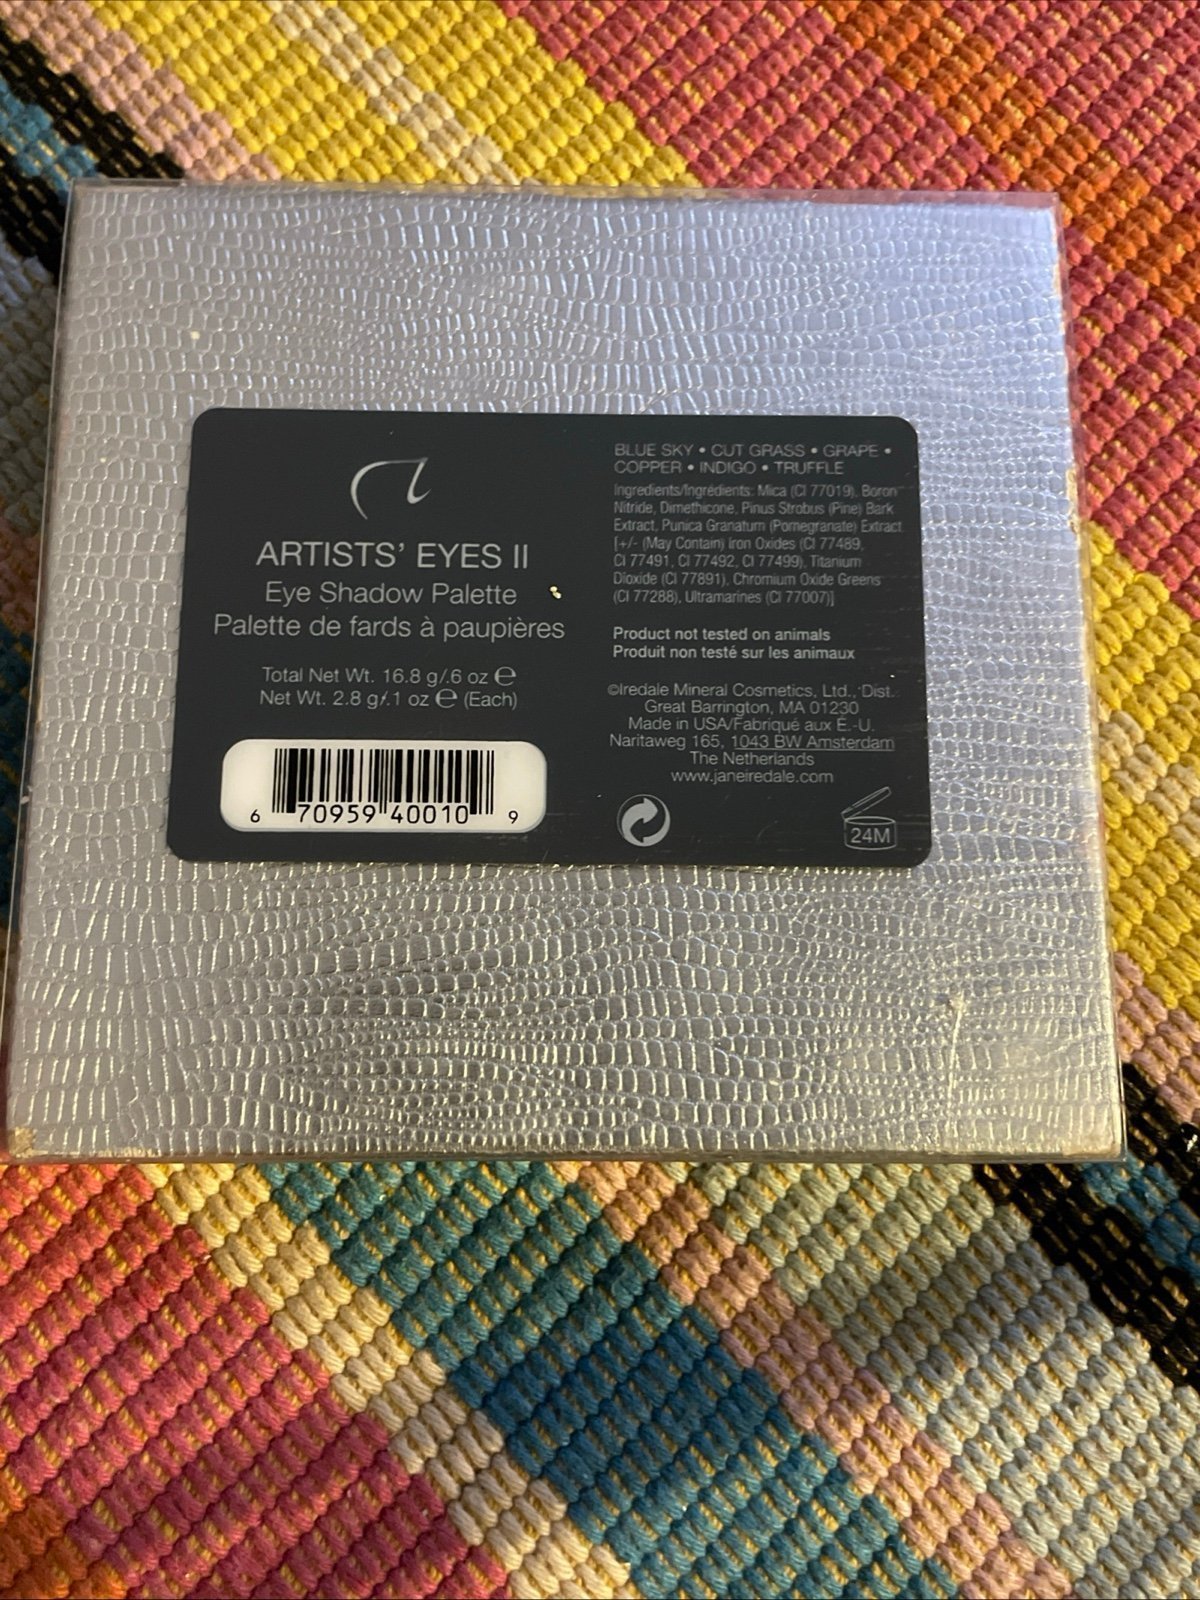 ARTISTS’ EYES II
Eye Shadow Palette
Palette de fards à paupières
Total Net Wt. 16.8 g/.6 oz ℮
Net Wt. 2.8 g/.1 oz ℮ (Each)
6 70959 40010 9
BLUE SKY • CUT GRASS • GRAPE •
COPPER • INDIGO • TRUFFLE
Ingredients/Ingrédients: Mica (CI 77019), Boron
Nitride, Dimethicone, Pinus Strobus (Pine) Bark
Extract, Punica Granatum (Pomegranate) Extract
[+/- (May Contain) Iron Oxides (CI 77489,
CI 77491, CI 77492, CI 77499), Titanium
Dioxide (CI 77891), Chromium Oxide Greens
(CI 77288), Ultramarines (CI 77007)]
Product not tested on animals
Produit non testé sur les animaux
©Iredale Mineral Cosmetics, Ltd., Dist.
Great Barrington, MA 01230
Made in USA/Fabriqué aux É.-U.
Naritaweg 165, 1043 BW Amsterdam
The Netherlands
www.janeiredale.com
24M